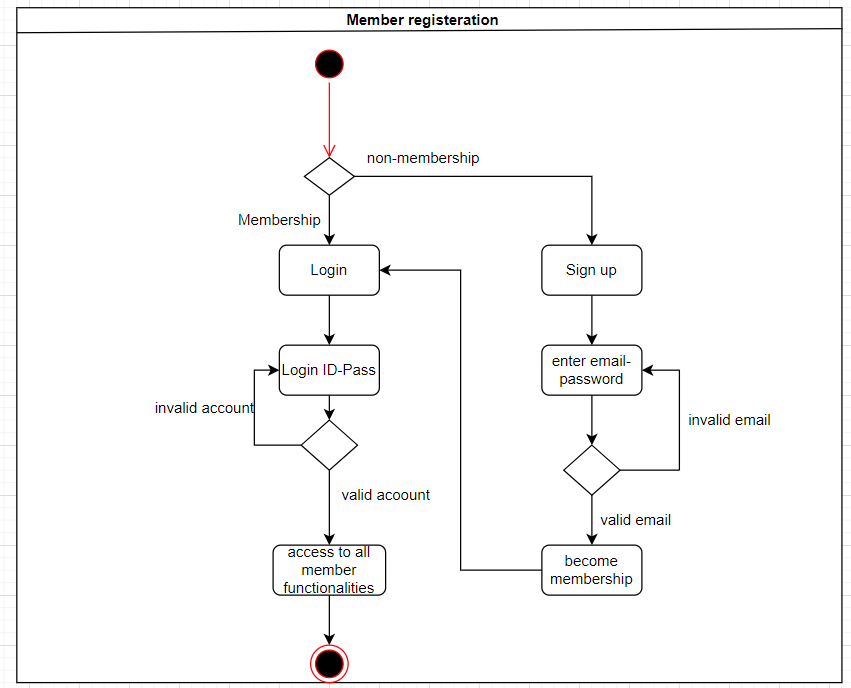 Member registeration
non-membership
Membership
Login
Sign up
Login ID-Pass
enter email-
password
invalid account
invalid email
valid acoount
valid email
access to all
member
functionalities
become
membership